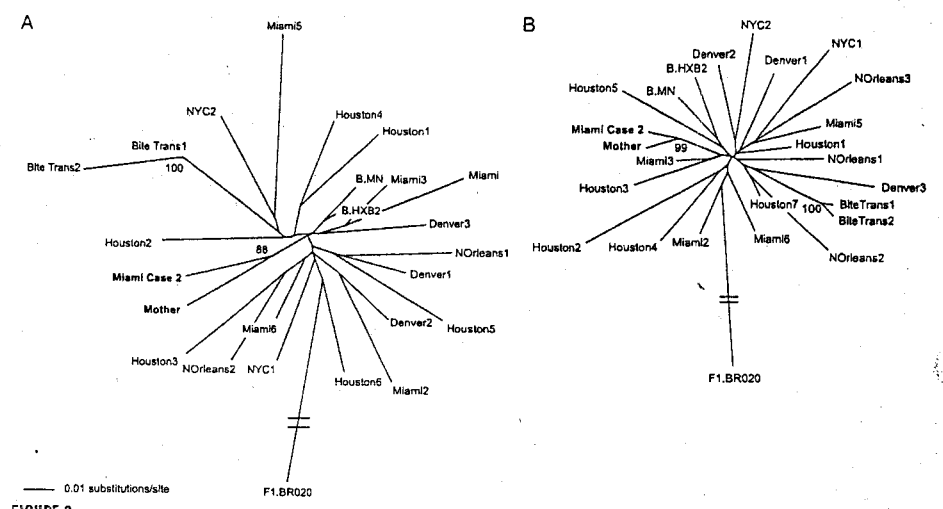 A
Miami5
NYC2
Houston4
Houston1
Bite Trans1
Bite Trans2
100
B.MN
Miami3
Miami
B.HXB2
Denver3
Houston2
88
NOrleans1
Miami Case 2
Denver1
Mother
Miami6
Denver2
Houston5
Houston3
NOrleans2
NYC1
Houston6
Miami2
F1.BR020
0.01 substitutions/site
B
NYC2
Denver2
NYC1
B.HXB2
Denver1
Houston5
B.MN
NOrleans3
Miami Case 2
Miami5
Mother
99
Houston1
Miami3
NOrleans1
Houston3
Denver3
Houston7
100
BiteTrans1
BiteTrans2
Houston2
Houston4
Miami2
Miami6
NOrleans2
F1.BR020